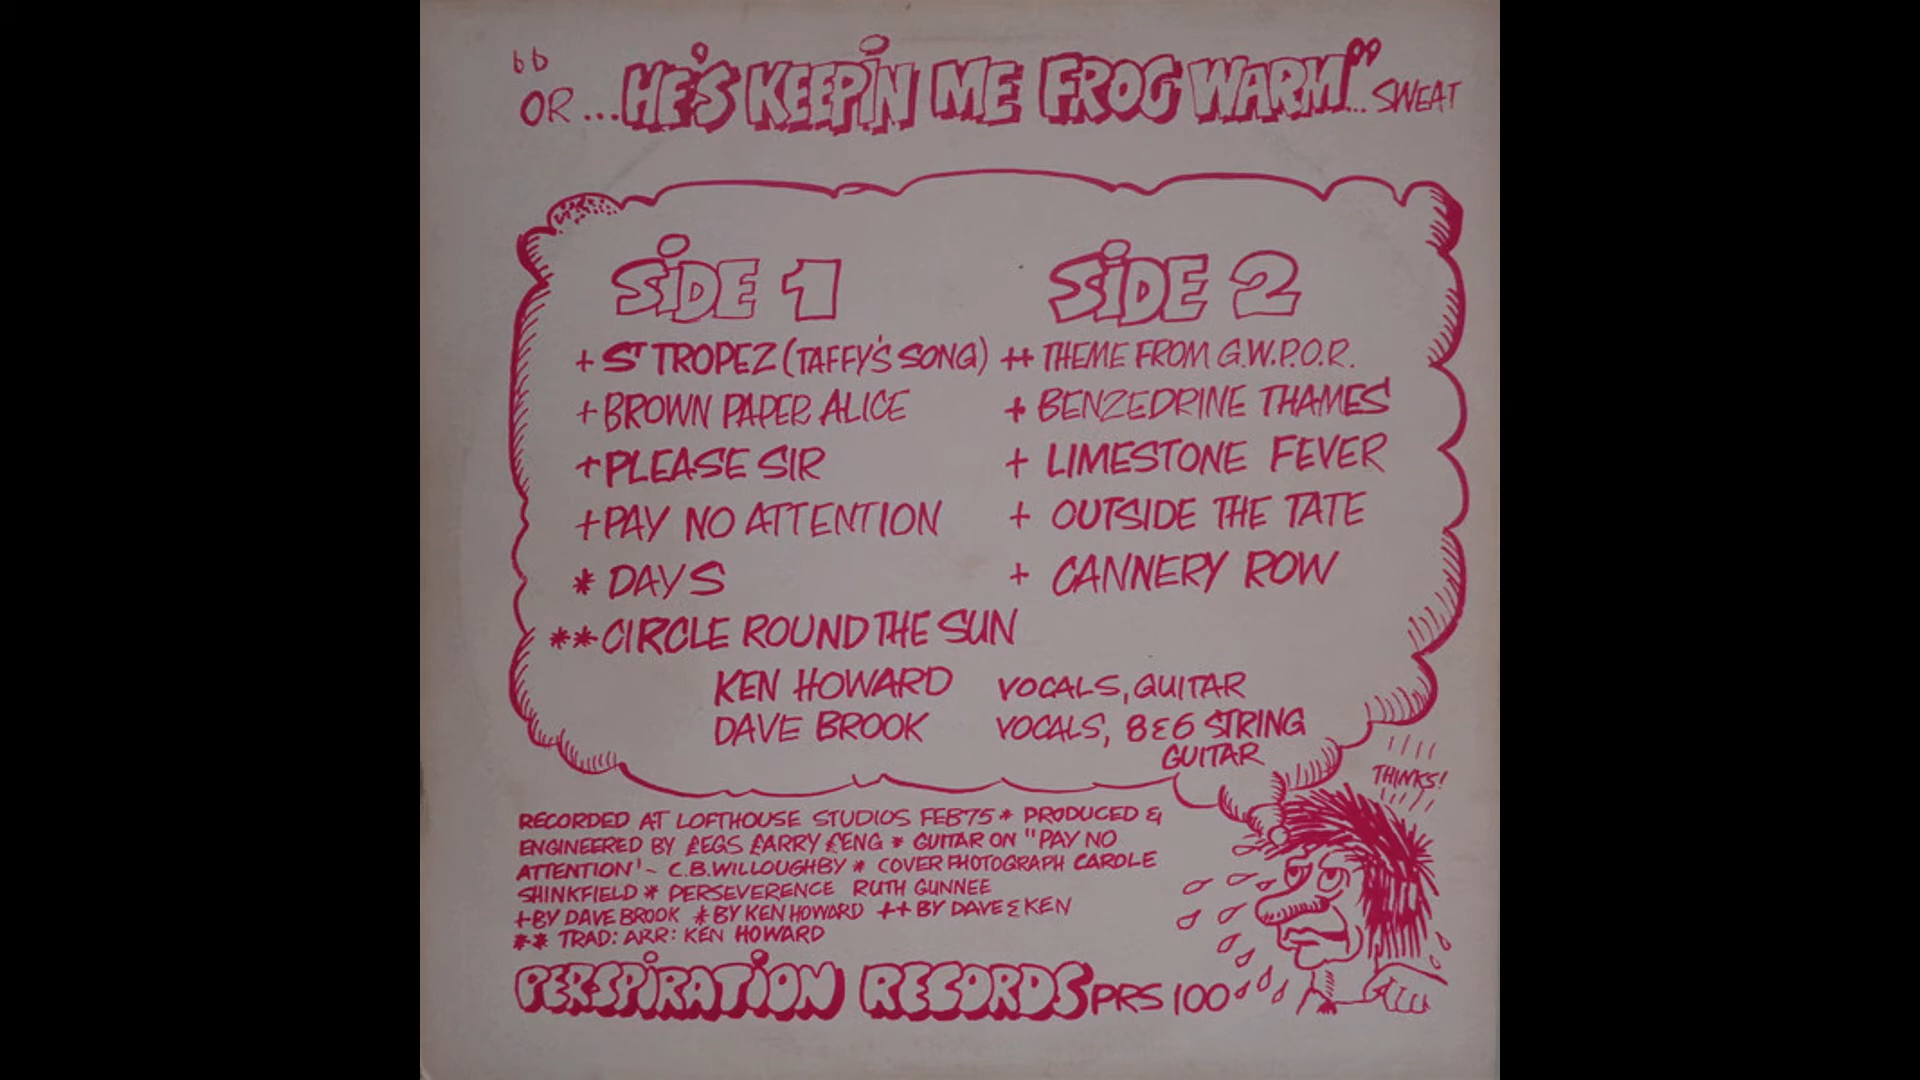 “OR ... HE'S KEEPIN ME FROG WARM”... SWEAT
SIDE 1
+ ST TROPEZ (TAFFY'S SONG)
+ BROWN PAPER ALICE
+ PLEASE SIR
+ PAY NO ATTENTION
* DAYS
** CIRCLE ROUND THE SUN
SIDE 2
++ THEME FROM G.W.P.O.R.
+ BENZEDRINE THAMES
+ LIMESTONE FEVER
+ OUTSIDE THE TATE
+ CANNERY ROW
KEN HOWARD VOCALS, GUITAR
DAVE BROOK VOCALS, 8 & 6 STRING
GUITAR
THINKS!
RECORDED AT LOFTHOUSE STUDIOS FEB'75 * PRODUCED &
ENGINEERED BY £EGS £ARRY £ENG * GUITAR ON "PAY NO
ATTENTION' ~ C.B.WILLOUGHBY * COVER PHOTOGRAPH CAROLE
SHINKFIELD * PERSEVERENCE RUTH GUNNEE
+ BY DAVE BROOK * BY KEN HOWARD ++ BY DAVE & KEN
** TRAD: ARR: KEN HOWARD
PERSPIRATION RECORDS PRS 100